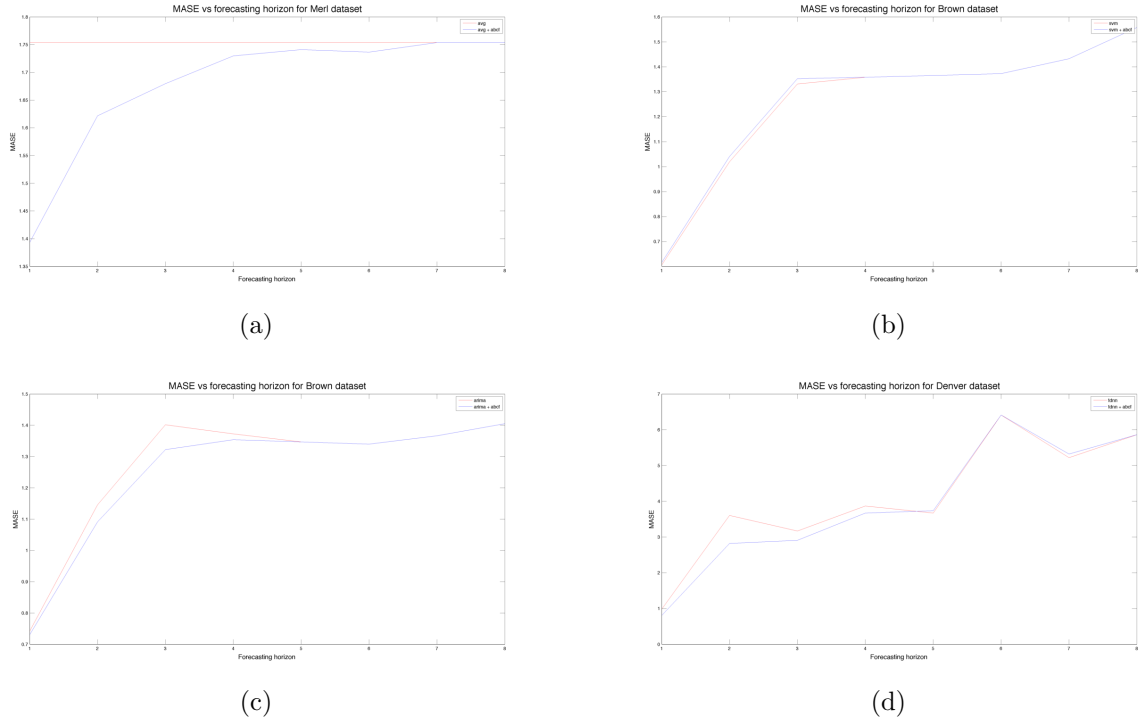 MASE vs forecasting horizon for Merl dataset
avg
avg + abcf
MASE
1.8
1.75
1.7
1.65
1.6
1.55
1.5
1.45
1.4
1.35
1 2 3 4 5 6 7 8
Forecasting horizon
(a)
MASE vs forecasting horizon for Brown dataset
svm
svm + abcf
MASE
1.6
1.5
1.4
1.3
1.2
1.1
1
0.9
0.8
0.7
1 2 3 4 5 6 7 8
Forecasting horizon
(b)
MASE vs forecasting horizon for Brown dataset
arima
arima + abcf
MASE
1.5
1.4
1.3
1.2
1.1
1
0.9
0.8
0.7
1 2 3 4 5 6 7 8
Forecasting horizon
(c)
MASE vs forecasting horizon for Denver dataset
tdnn
tdnn + abcf
MASE
7
6
5
4
3
2
1
0
1 2 3 4 5 6 7 8
Forecasting horizon
(d)